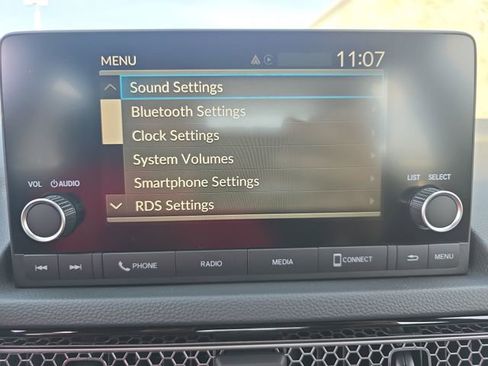 MENU 11:07
Sound Settings
Bluetooth Settings
Clock Settings
System Volumes
Smartphone Settings
RDS Settings
VOL AUDIO
LIST SELECT
PHONE RADIO MEDIA CONNECT MENU